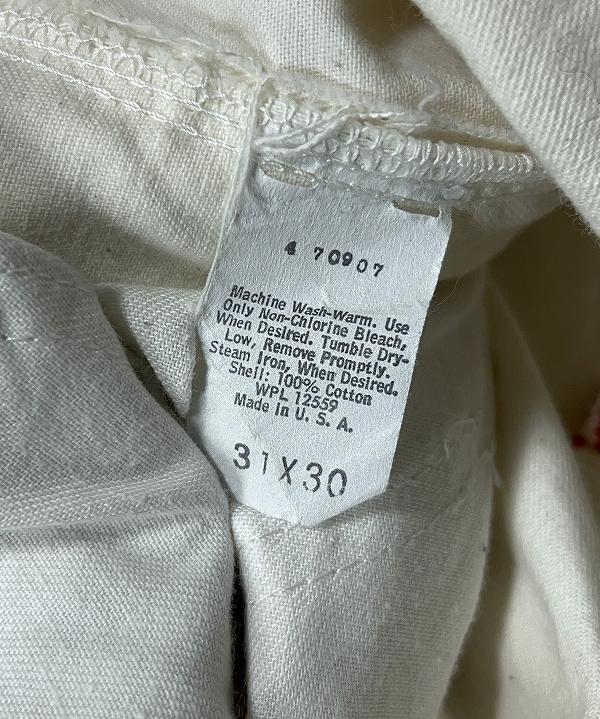 4 70907
Machine Wash-Warm. Use
Only Non-Chlorine Bleach,
When Desired. Tumble Dry-
Low, Remove Promptly.
Steam Iron, When Desired.
Shell: 100% Cotton
WPL 12559
Made in U. S. A.
31X30